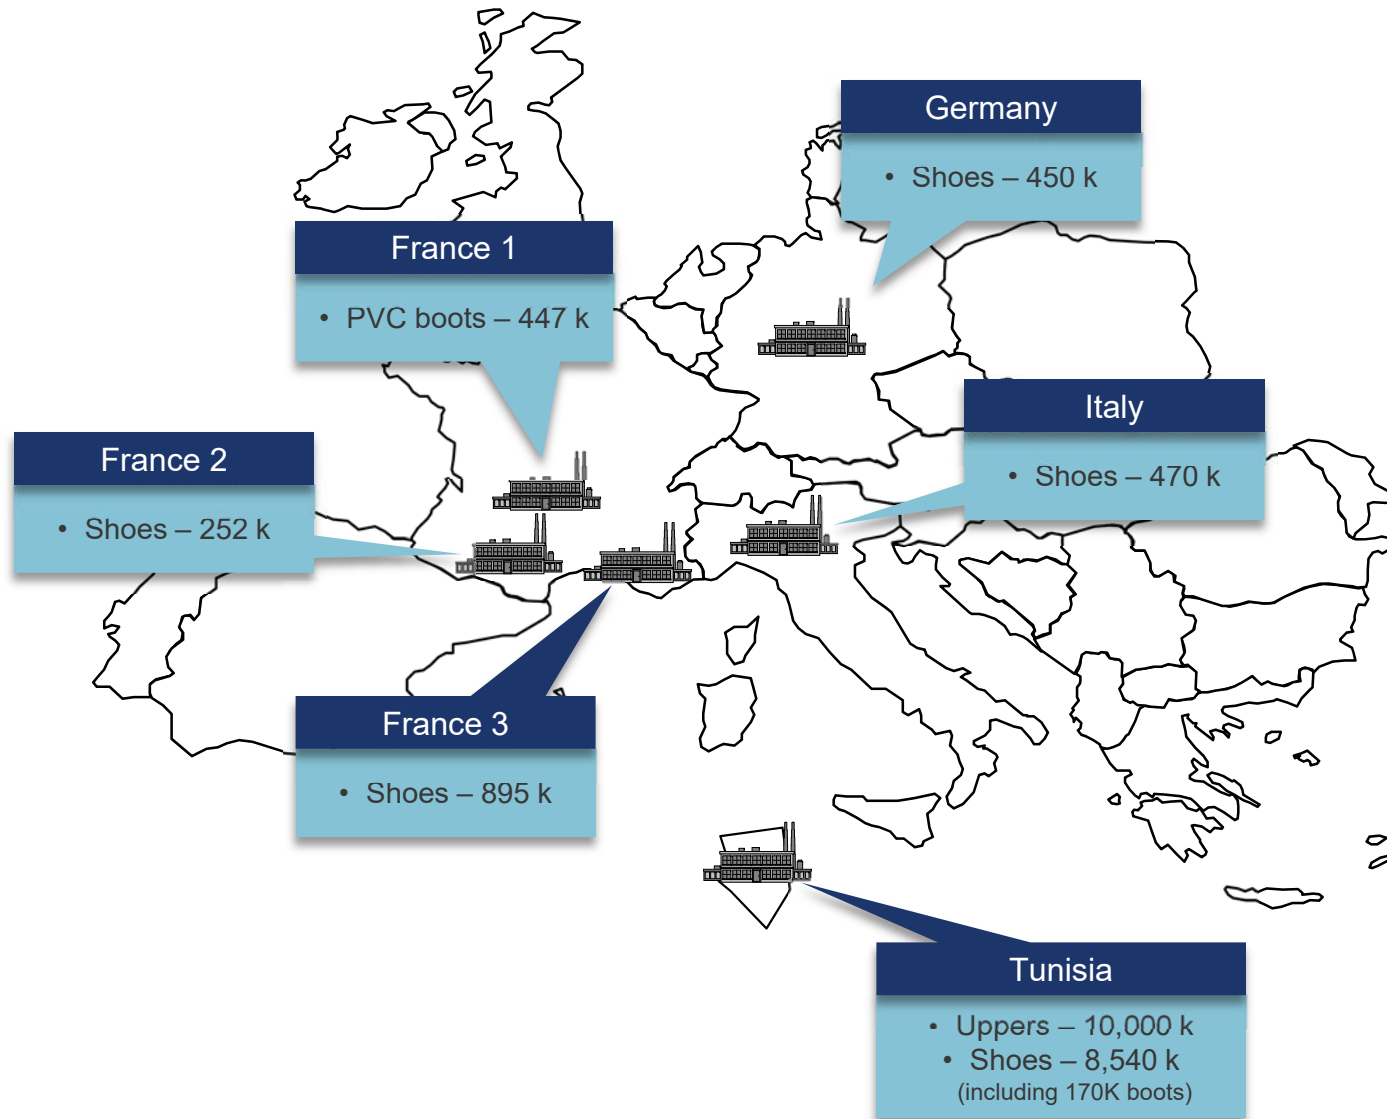 Germany
• Shoes – 450 k
France 1
• PVC boots – 447 k
Italy
• Shoes – 470 k
France 2
• Shoes – 252 k
France 3
• Shoes – 895 k
Tunisia
• Uppers – 10,000 k
• Shoes – 8,540 k
(including 170K boots)